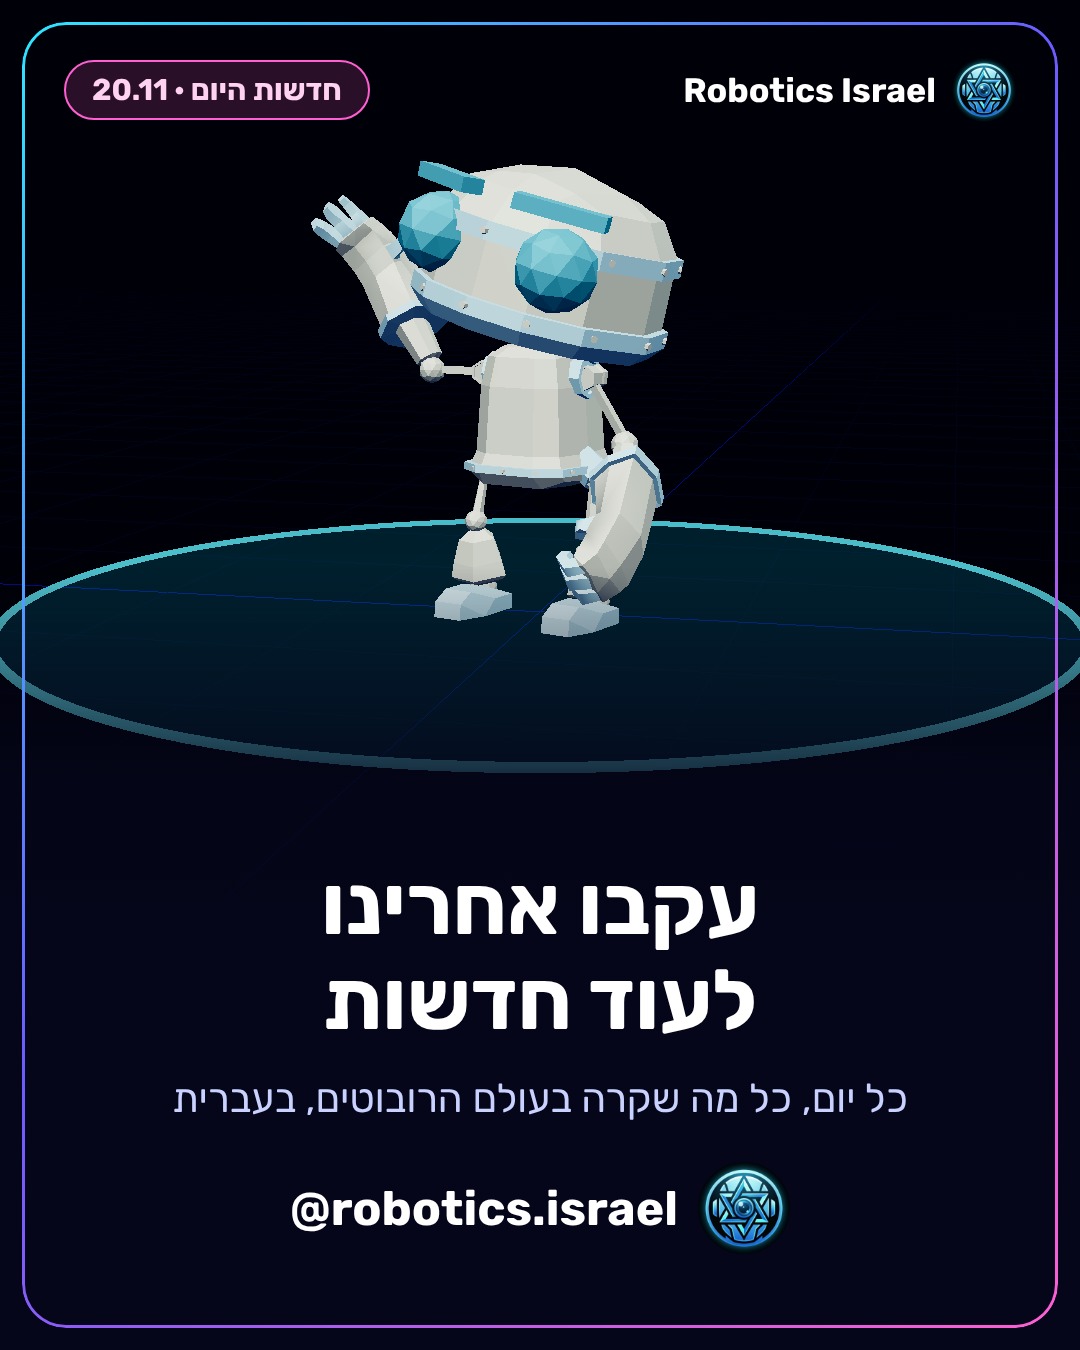 Robotics Israel
חדשות היום • 20.11
עקבו אחרינו
לעוד חדשות
כל יום, כל מה שקרה בעולם הרובוטים, בעברית
@robotics.israel